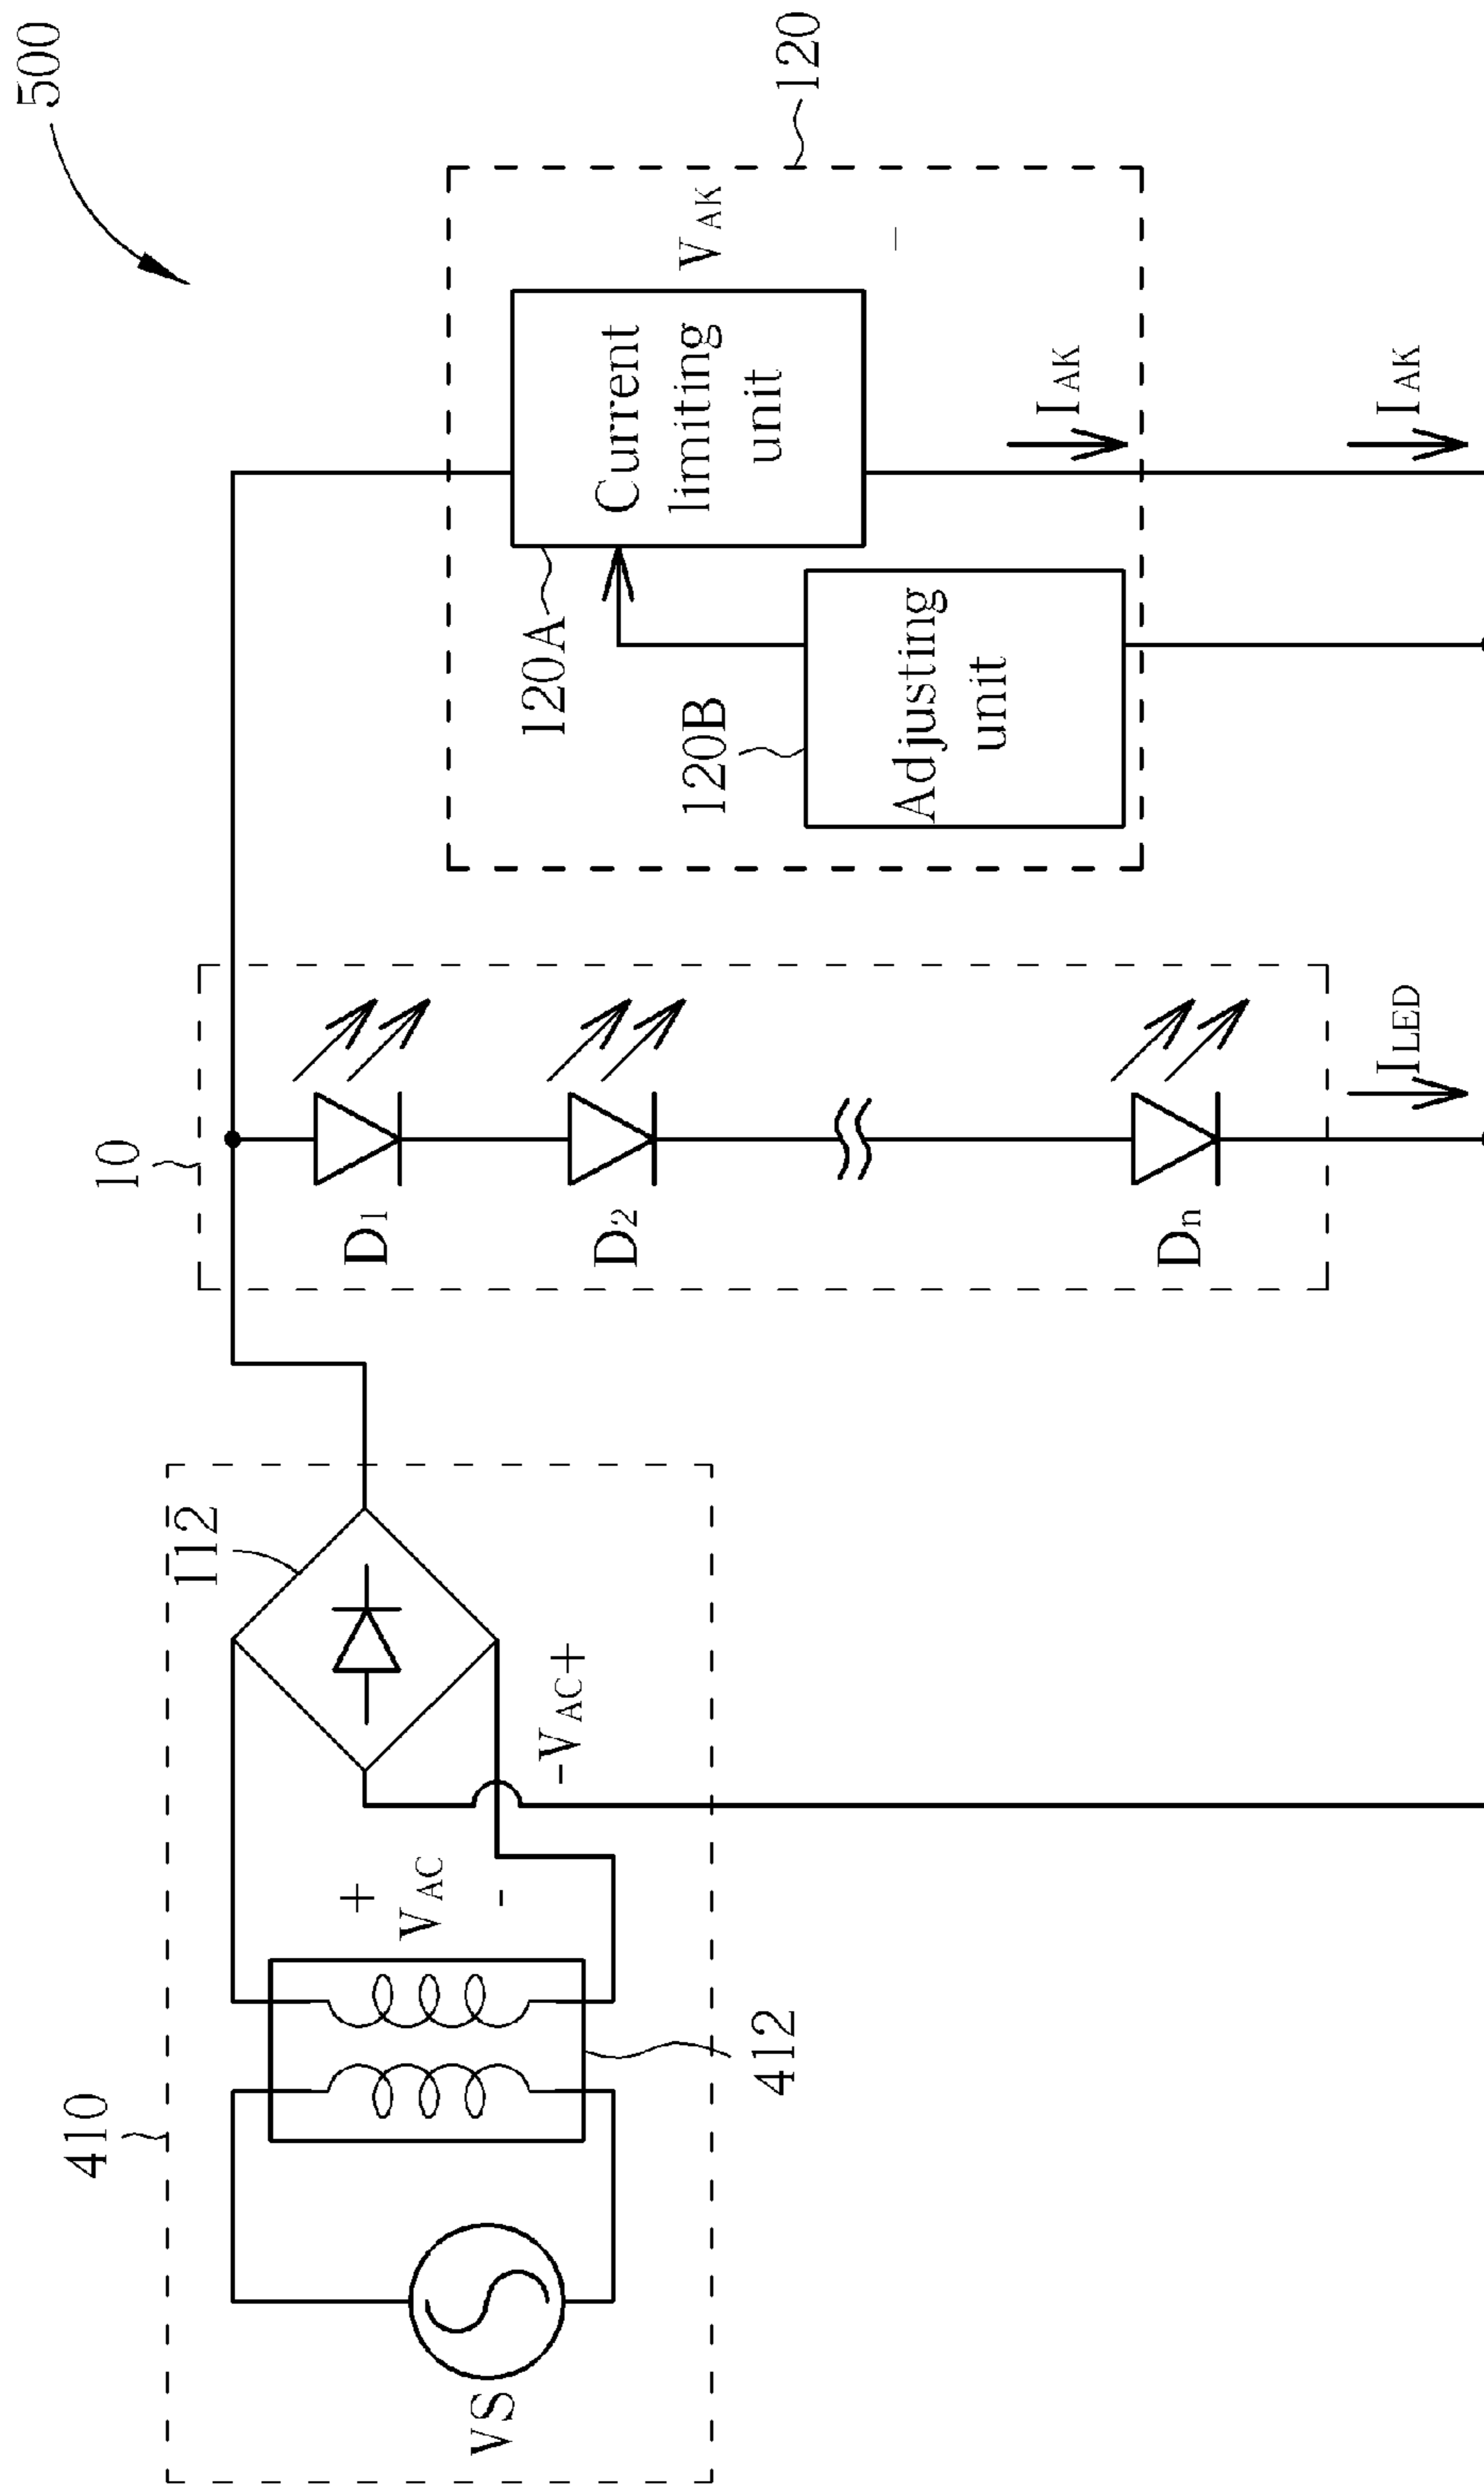 500
410
VS
412
+
VAC
-
112
-VAC+
10
D1
D2
Dn
ILED
120
120A
Current
limiting
unit
VAK
-
120B
Adjusting
unit
IAK
IAK